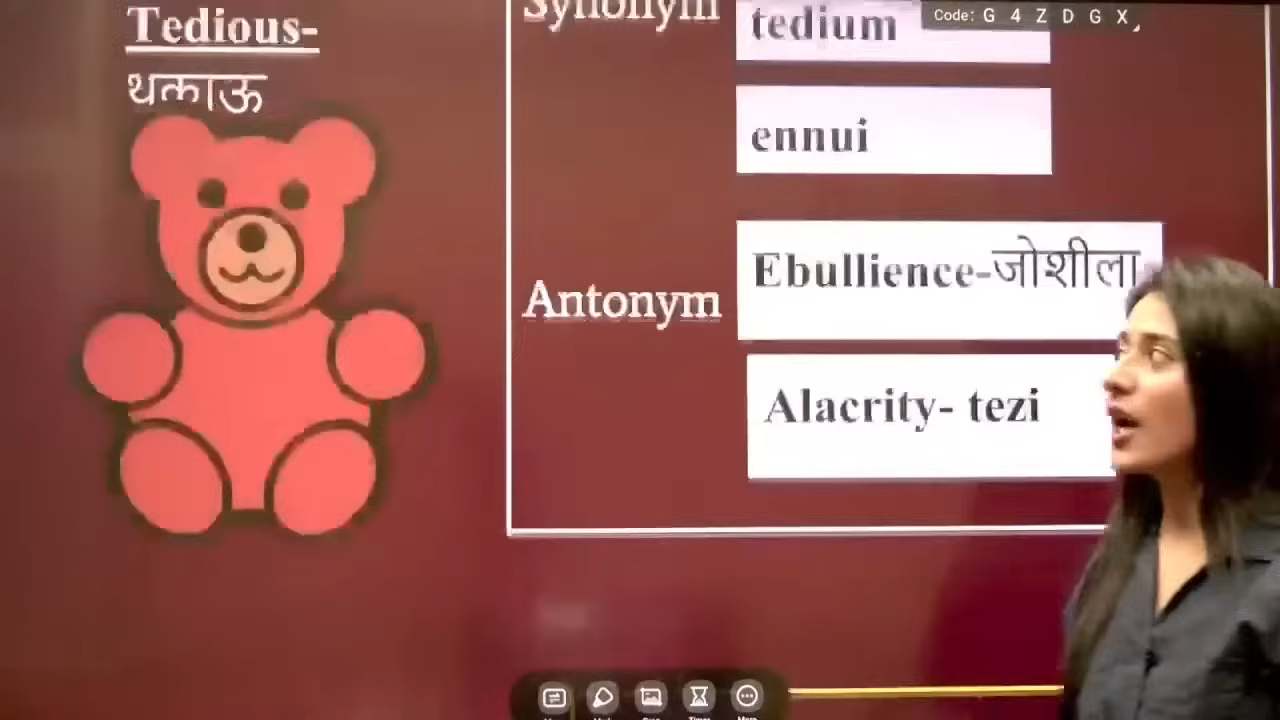 Tedious-
थकाऊ
Synonym
tedium
Code: G 4 Z D G X
ennui
Antonym
Ebullience-जोशीला
Alacrity- tezi